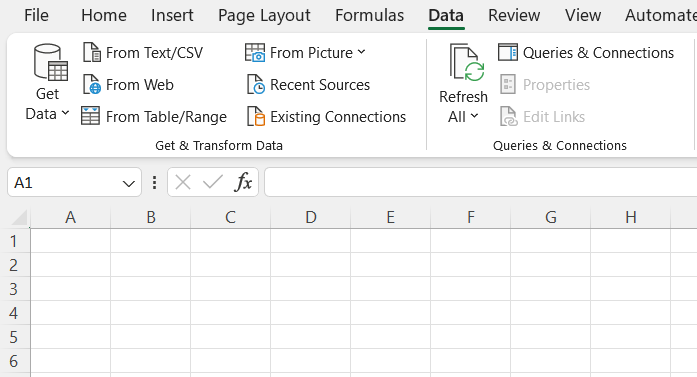 File Home Insert Page Layout Formulas Data Review View Automate
Get Data
From Text/CSV
From Web
From Table/Range
From Picture
Recent Sources
Existing Connections
Get & Transform Data
Refresh All
Queries & Connections
Properties
Edit Links
Queries & Connections
A1 fx
A B C D E F G H
1
2
3
4
5
6